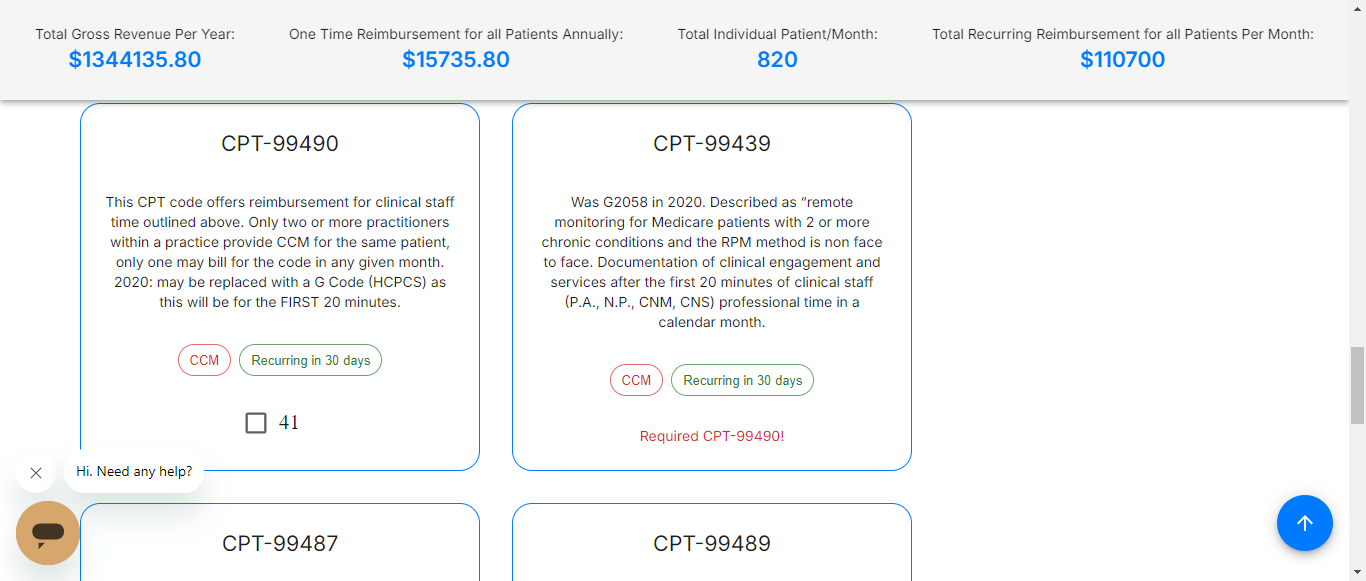 Total Gross Revenue Per Year:
$1344135.80
One Time Reimbursement for all Patients Annually:
$15735.80
Total Individual Patient/Month:
820
Total Recurring Reimbursement for all Patients Per Month:
$110700
CPT-99490
This CPT code offers reimbursement for clinical staff
time outlined above. Only two or more practitioners
within a practice provide CCM for the same patient,
only one may bill for the code in any given month.
2020: may be replaced with a G Code (HCPCS) as
this will be for the FIRST 20 minutes.
CCM
Recurring in 30 days
41
CPT-99439
Was G2058 in 2020. Described as “remote
monitoring for Medicare patients with 2 or more
chronic conditions and the RPM method is non face
to face. Documentation of clinical engagement and
services after the first 20 minutes of clinical staff
(P.A., N.P., CNM, CNS) professional time in a
calendar month.
CCM
Recurring in 30 days
Required CPT-99490!
Hi. Need any help?
CPT-99487
CPT-99489